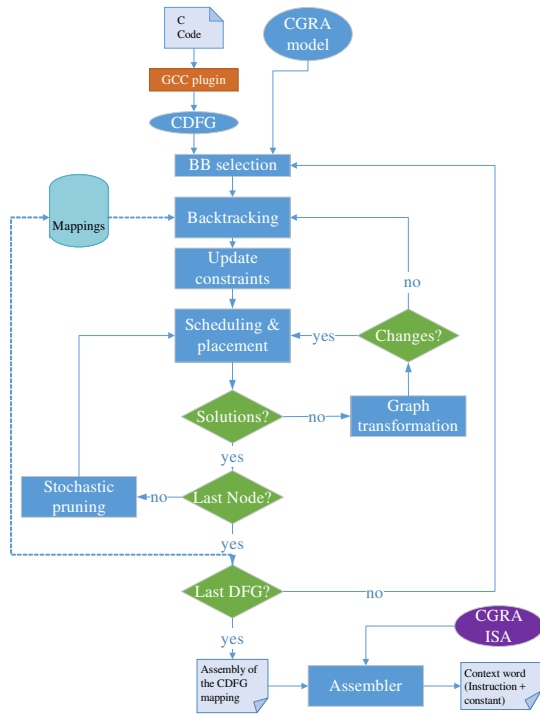 C
Code
CGRA
model
GCC plugin
CDFG
BB selection
Mappings
Backtracking
Update
constraints
no
Scheduling &
placement
yes
Changes?
Solutions?
no
Graph
transformation
yes
Stochastic
pruning
no
Last Node?
yes
Last DFG?
no
yes
CGRA
ISA
Assembly of
the CDFG
mapping
Assembler
Context word
(Instruction +
constant)